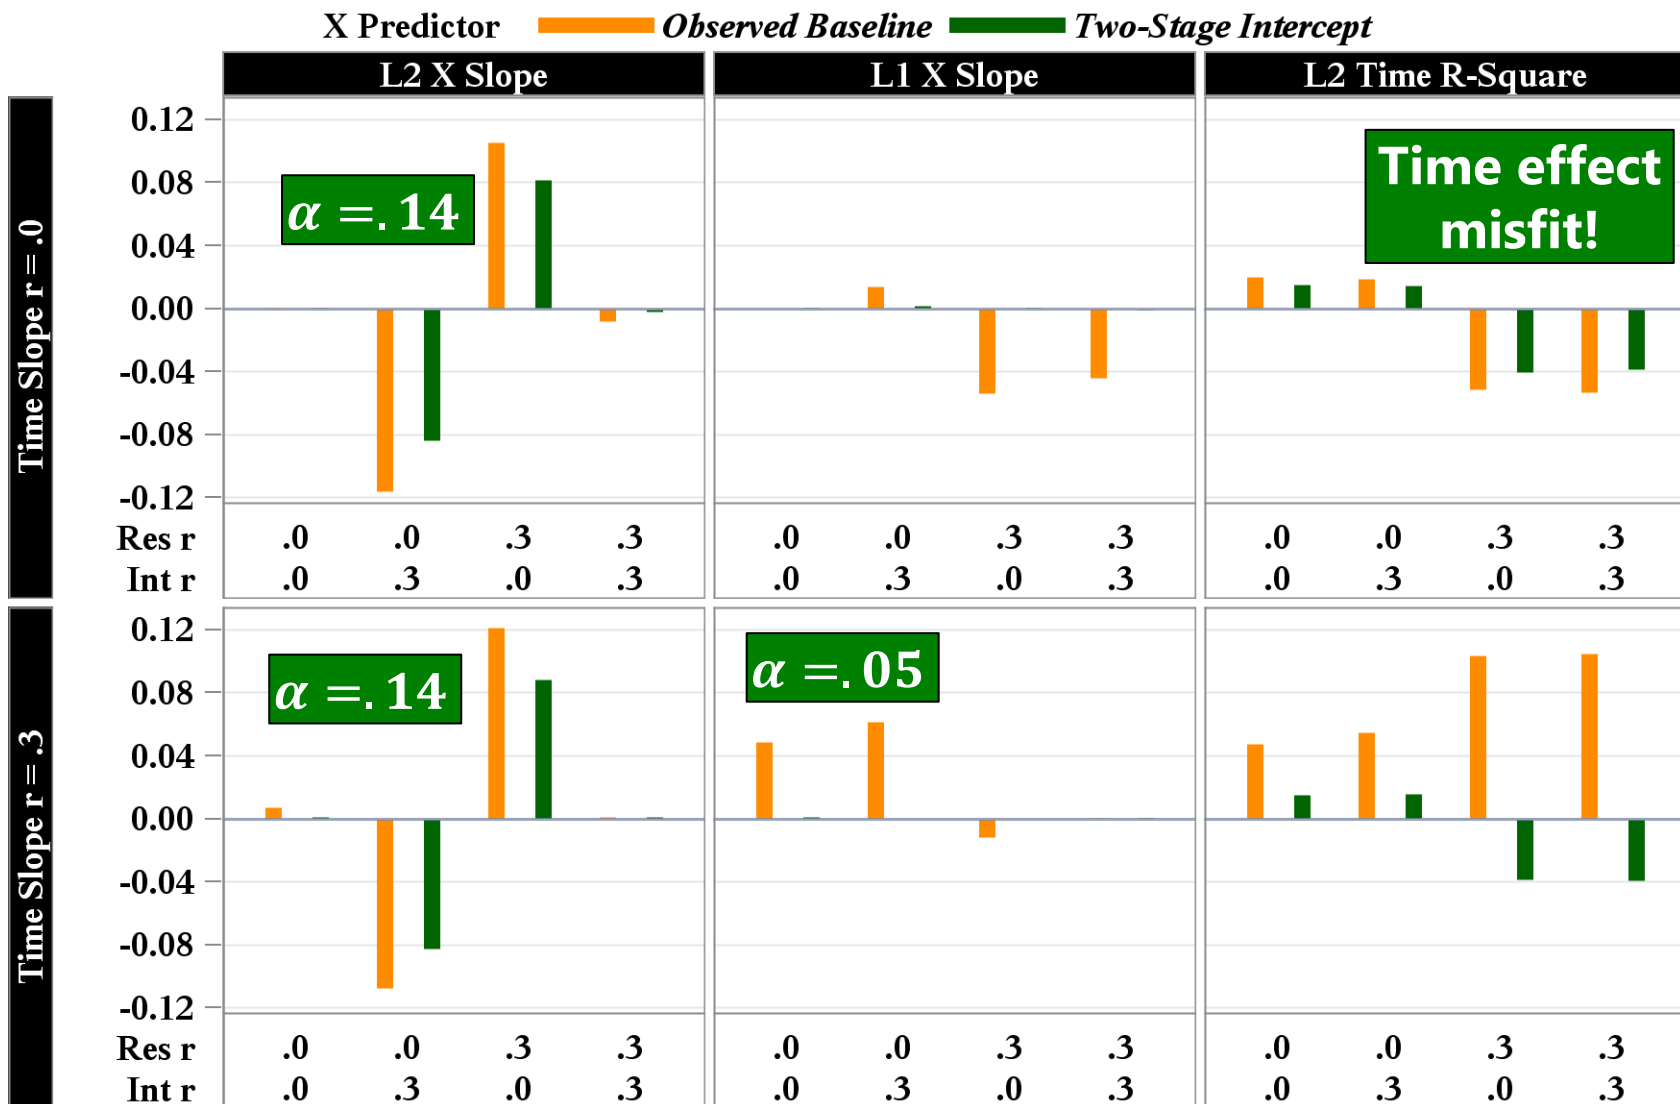 X Predictor Observed Baseline Two-Stage Intercept
L2 X Slope L1 X Slope L2 Time R-Square
Time Slope r = .0
0.12
0.08
0.04
0.00
-0.04
-0.08
-0.12
α =. 14
Time effect
misfit!
Res r .0 .0 .3 .3 .0 .0 .3 .3 .0 .0 .3 .3
Int r .0 .3 .0 .3 .0 .3 .0 .3 .0 .3 .0 .3
Time Slope r = .3
0.12
0.08
0.04
0.00
-0.04
-0.08
-0.12
α =. 14
α =. 05
Res r .0 .0 .3 .3 .0 .0 .3 .3 .0 .0 .3 .3
Int r .0 .3 .0 .3 .0 .3 .0 .3 .0 .3 .0 .3